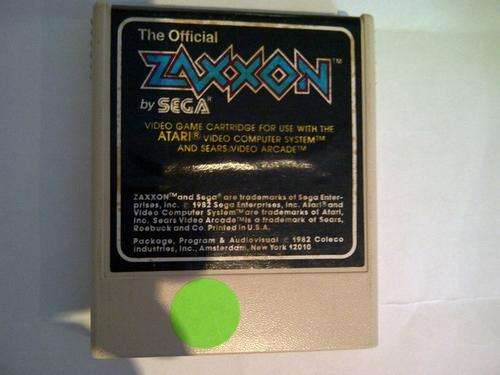 The Official
ZAXXON™
by SEGA®
VIDEO GAME CARTRIDGE FOR USE WITH THE
ATARI® VIDEO COMPUTER SYSTEM™
AND SEARS VIDEO ARCADE™
ZAXXON™ and Sega® are trademarks of Sega Enter-
prises, Inc. © 1982 Sega Enterprises, Inc. Atari® and
Video Computer System™ are trademarks of Atari,
Inc. Sears Video Arcade™ is a trademark of Sears,
Roebuck and Co. Printed in U.S.A.
Package, Program & Audiovisual © 1982 Coleco
Industries, Inc., Amsterdam, New York 12010